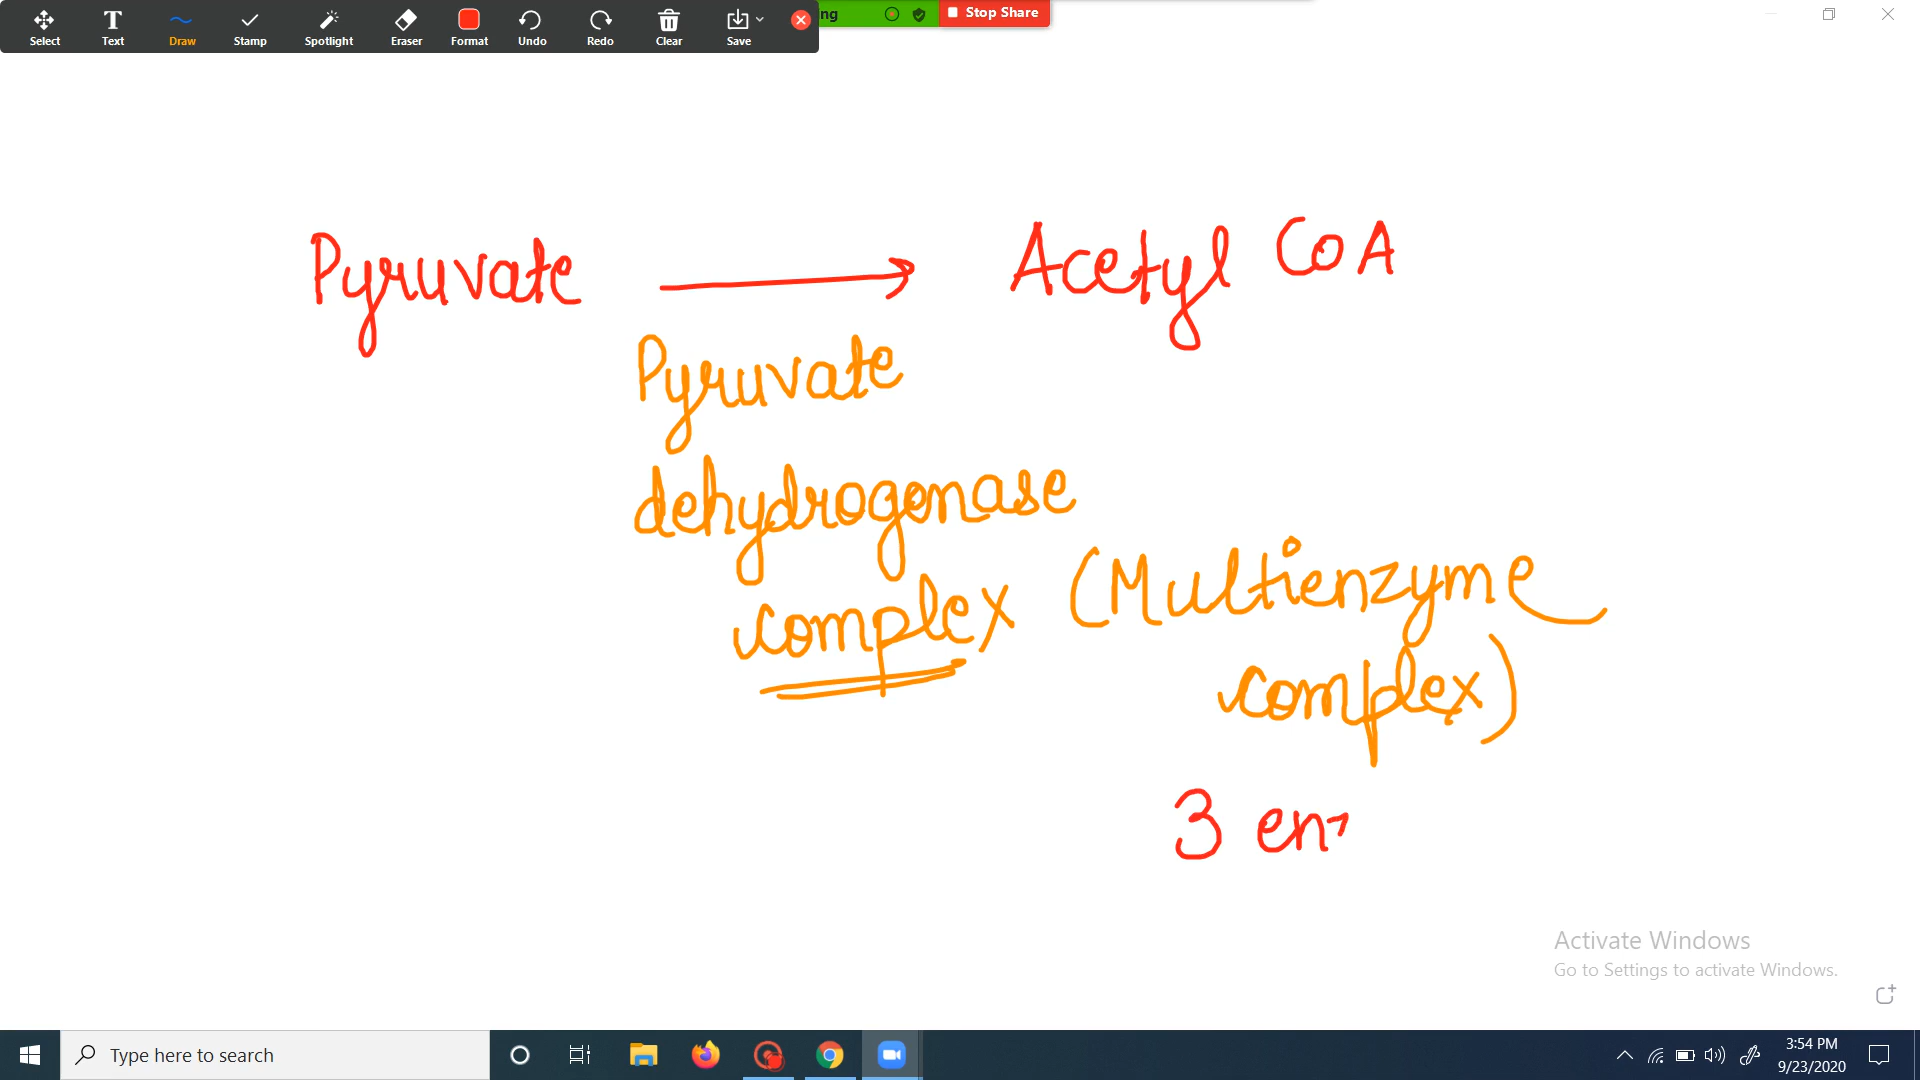 ng Stop Share
Select Text Draw Stamp Spotlight Eraser Format Undo Redo Clear Save
Pyruvate → Acetyl CoA
Pyruvate
dehydrogenase
complex (Multienzyme
complex)
3 en
Activate Windows
Go to Settings to activate Windows.
Type here to search
3:54 PM
9/23/2020